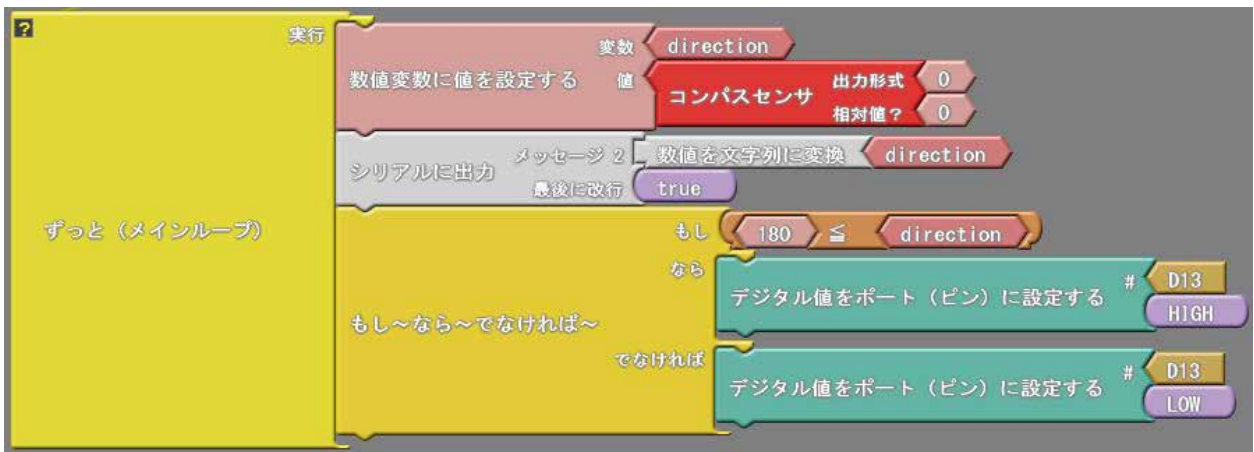 ?
実行
変数 direction
数値変数に値を設定する 値
コンパスセンサ 出力形式 0
相対値? 0
シリアルに出力 メッセージ 2 数値を文字列に変換 direction
最後に改行 true
ずっと(メインループ)
もし 180 ≦ direction
なら
デジタル値をポート(ピン)に設定する # D13
HIGH
もし~なら~でなければ~
でなければ
デジタル値をポート(ピン)に設定する # D13
LOW